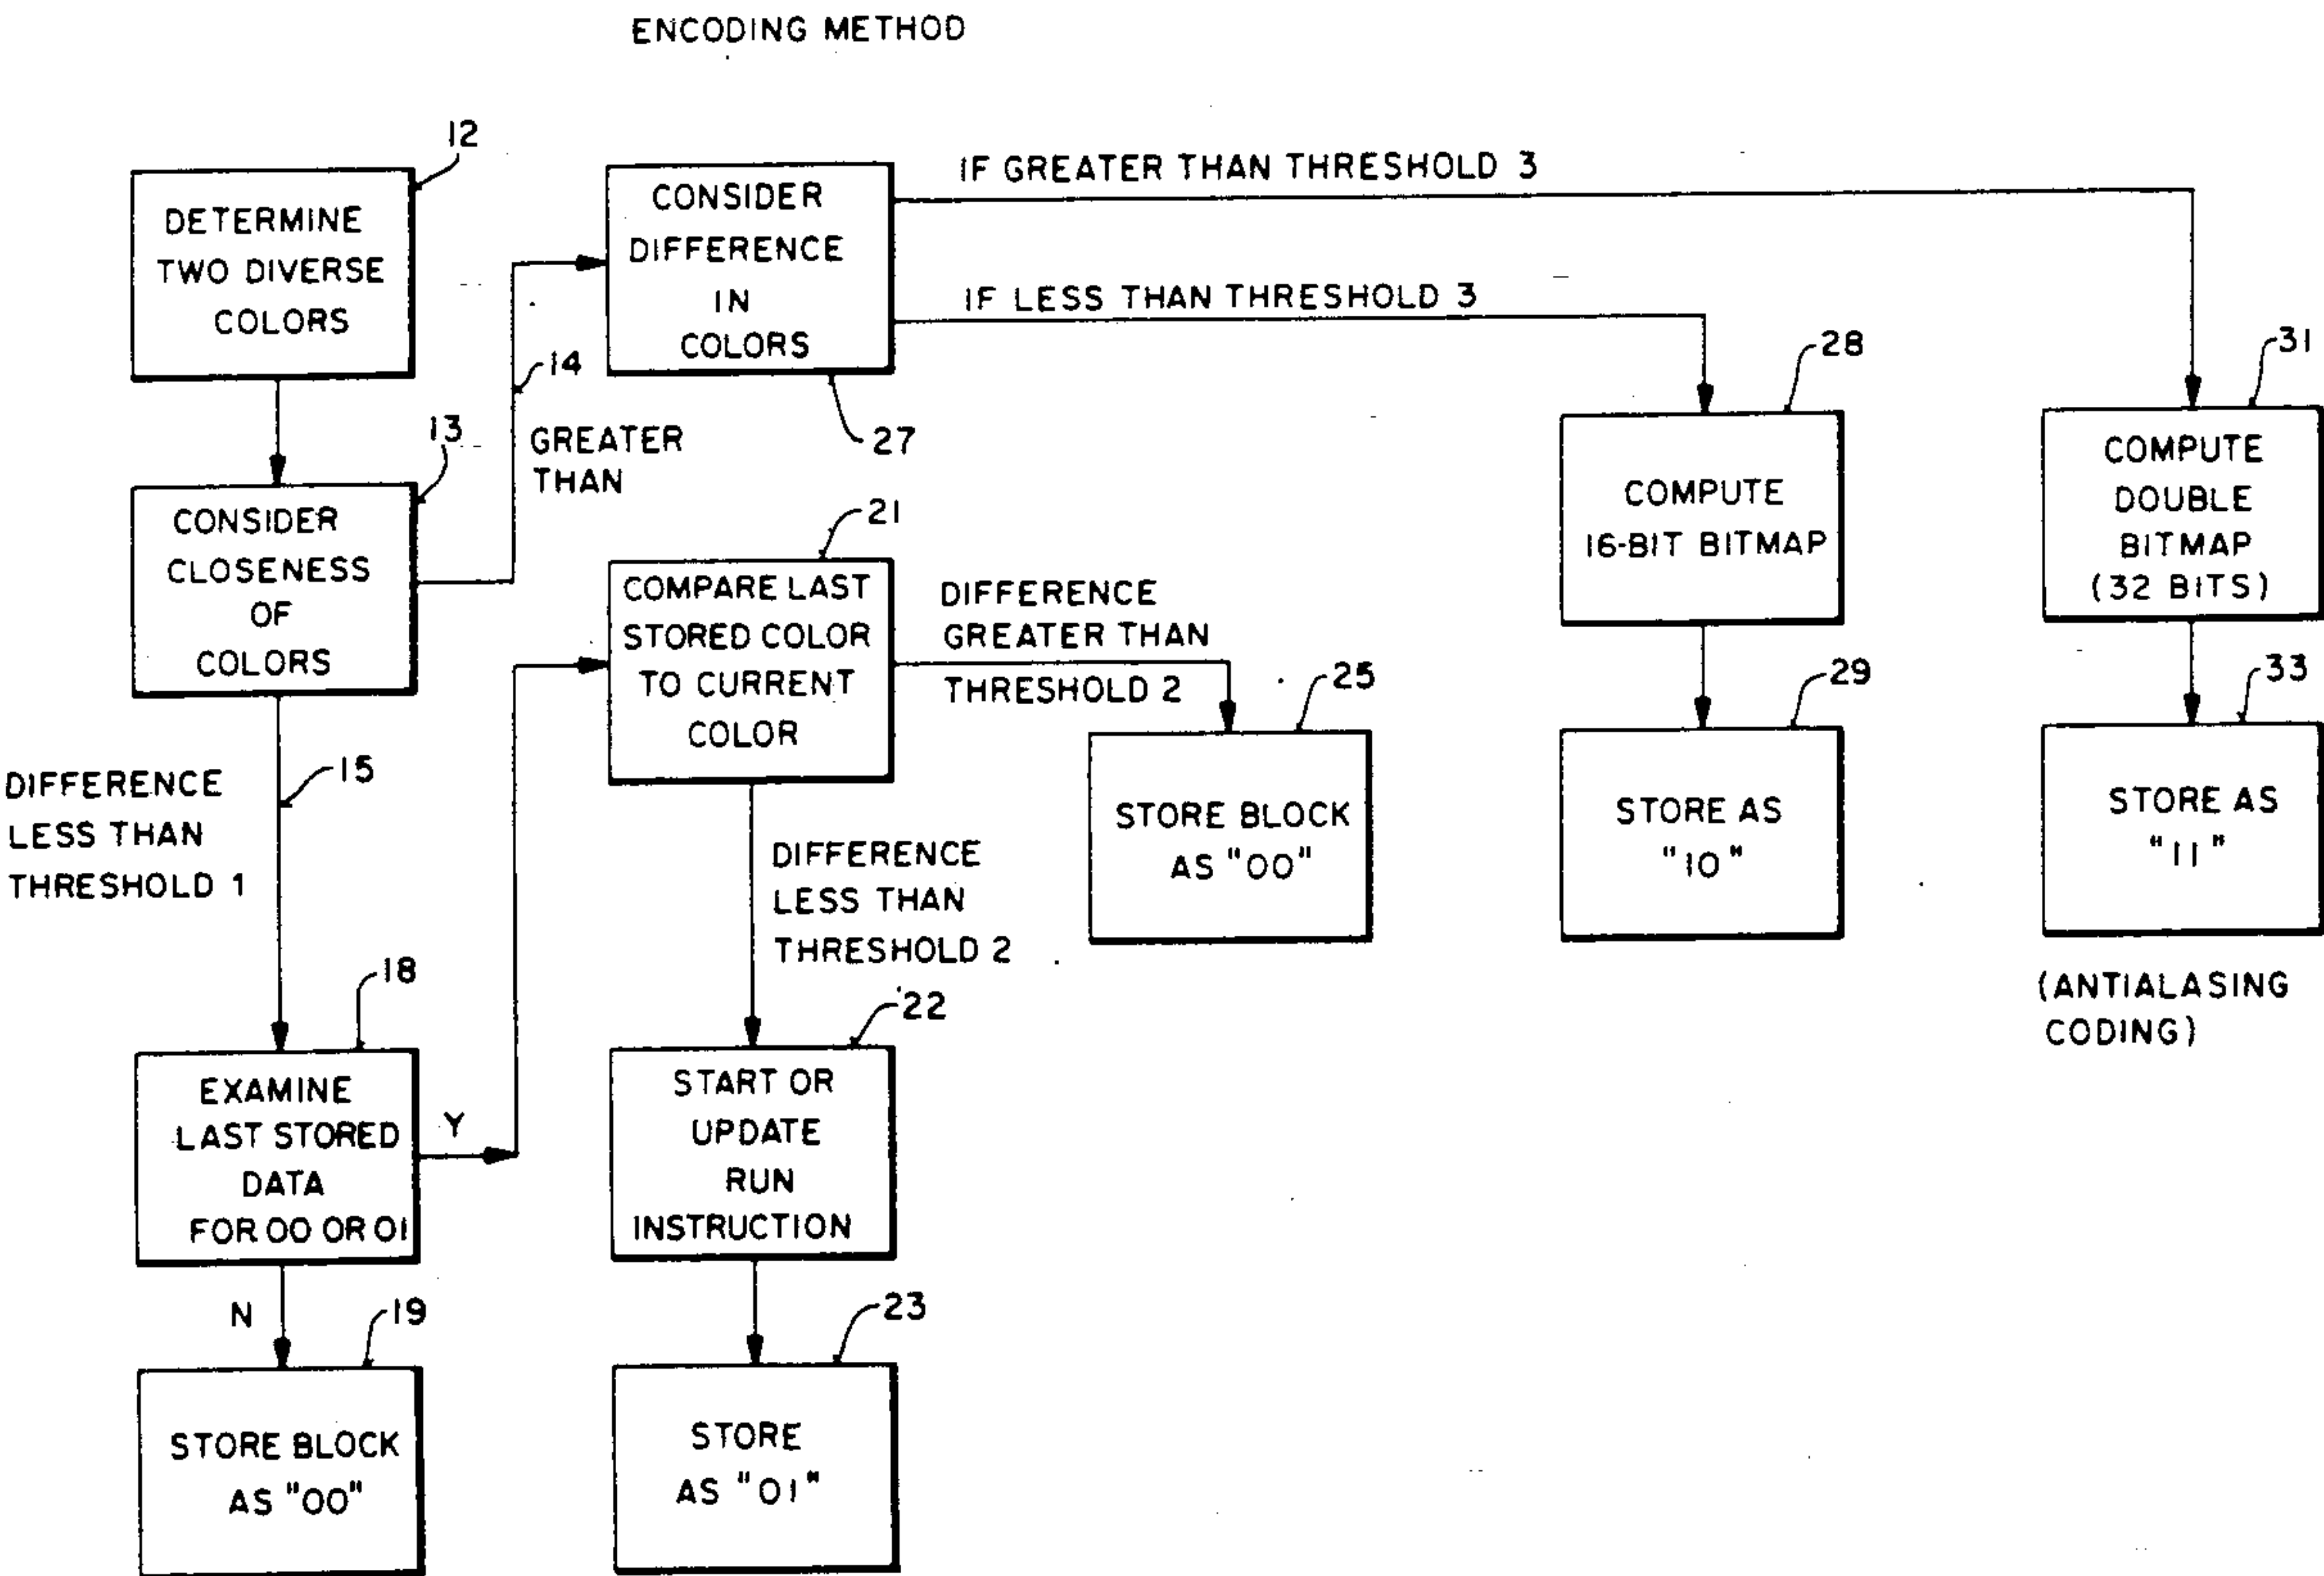 ENCODING METHOD
12
DETERMINE
TWO DIVERSE
COLORS
13
CONSIDER
CLOSENESS
OF
COLORS
14
GREATER
THAN
15
DIFFERENCE
LESS THAN
THRESHOLD 1
18
EXAMINE
LAST STORED
DATA
FOR 00 OR 01
Y
N
19
STORE BLOCK
AS "00"
CONSIDER
DIFFERENCE
IN
COLORS
27
IF GREATER THAN THRESHOLD 3
IF LESS THAN THRESHOLD 3
21
COMPARE LAST
STORED COLOR
TO CURRENT
COLOR
DIFFERENCE
GREATER THAN
THRESHOLD 2
25
STORE BLOCK
AS "00"
DIFFERENCE
LESS THAN
THRESHOLD 2
22
START OR
UPDATE
RUN
INSTRUCTION
23
STORE
AS "01"
28
COMPUTE
16-BIT BITMAP
29
STORE AS
"10"
31
COMPUTE
DOUBLE
BITMAP
(32 BITS)
33
STORE AS
"11"
(ANTIALASING
CODING)